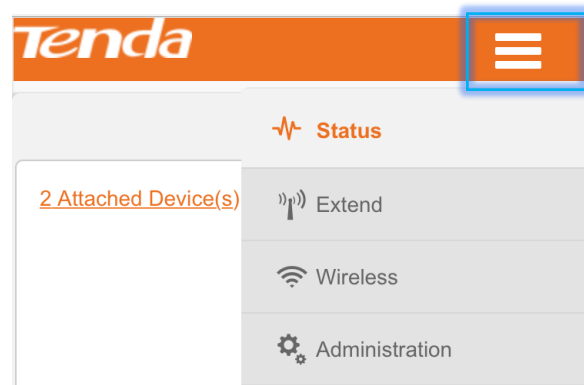 Tenda
Status
2 Attached Device(s)
Extend
Wireless
Administration